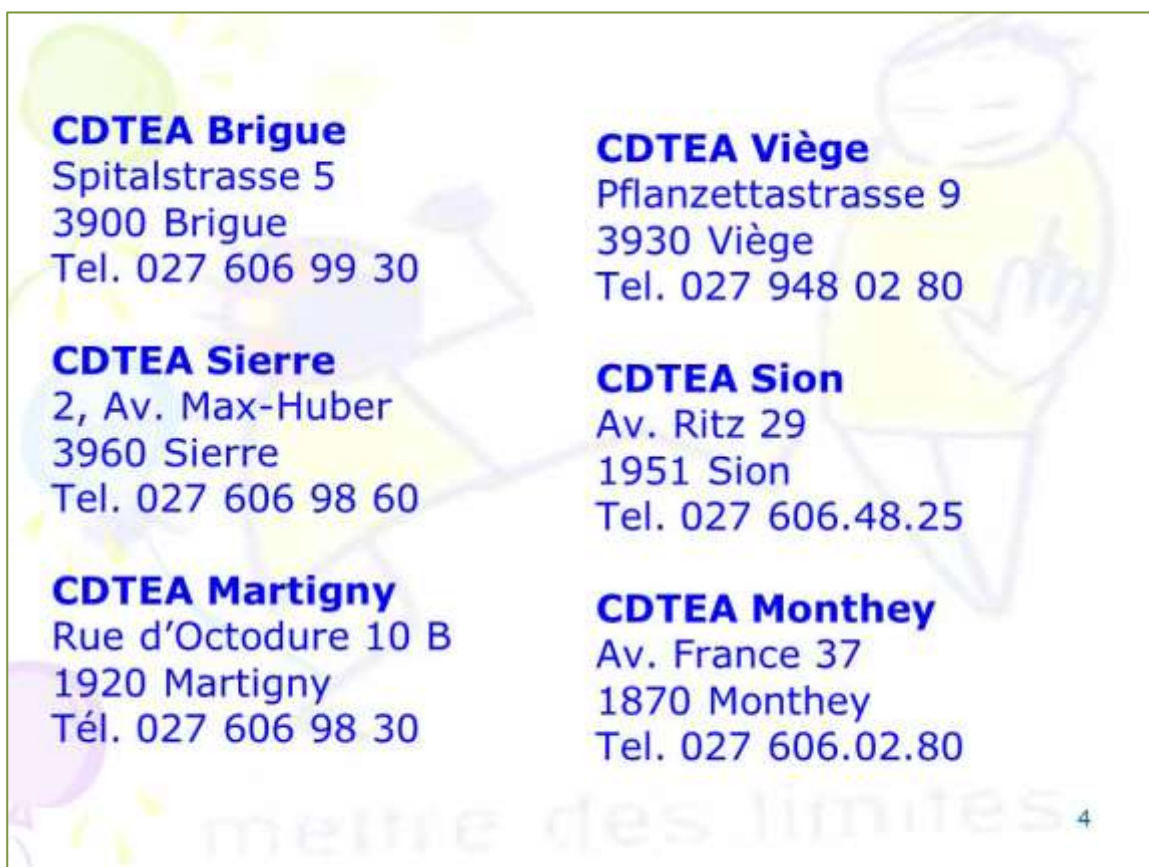 CDTEA Brigue
Spitalstrasse 5
3900 Brigue
Tel. 027 606 99 30
CDTEA Sierre
2, Av. Max-Huber
3960 Sierre
Tel. 027 606 98 60
CDTEA Martigny
Rue d’Octodure 10 B
1920 Martigny
Tél. 027 606 98 30
CDTEA Viège
Pflanzettastrasse 9
3930 Viège
Tel. 027 948 02 80
CDTEA Sion
Av. Ritz 29
1951 Sion
Tel. 027 606.48.25
CDTEA Monthey
Av. France 37
1870 Monthey
Tel. 027 606.02.80
mettre des limites
4